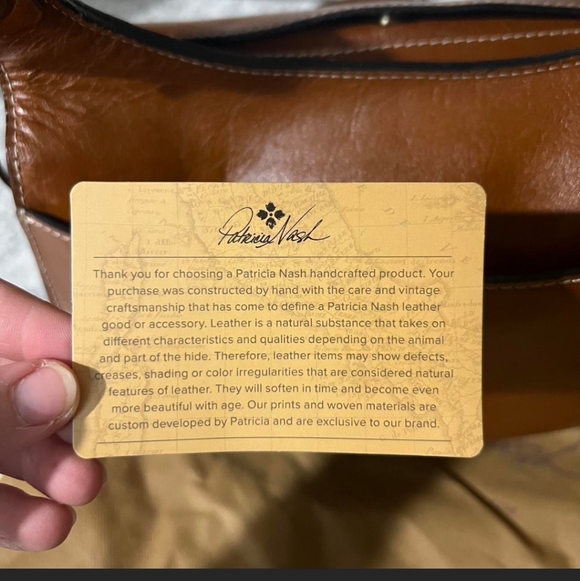 Patricia Nash
Thank you for choosing a Patricia Nash handcrafted product. Your
purchase was constructed by hand with the care and vintage
craftsmanship that has come to define a Patricia Nash leather
good or accessory. Leather is a natural substance that takes on
different characteristics and qualities depending on the animal
and part of the hide. Therefore, leather items may show defects,
creases, shading or color irregularities that are considered natural
features of leather. They will soften in time and become even
more beautiful with age. Our prints and woven materials are
custom developed by Patricia and are exclusive to our brand.